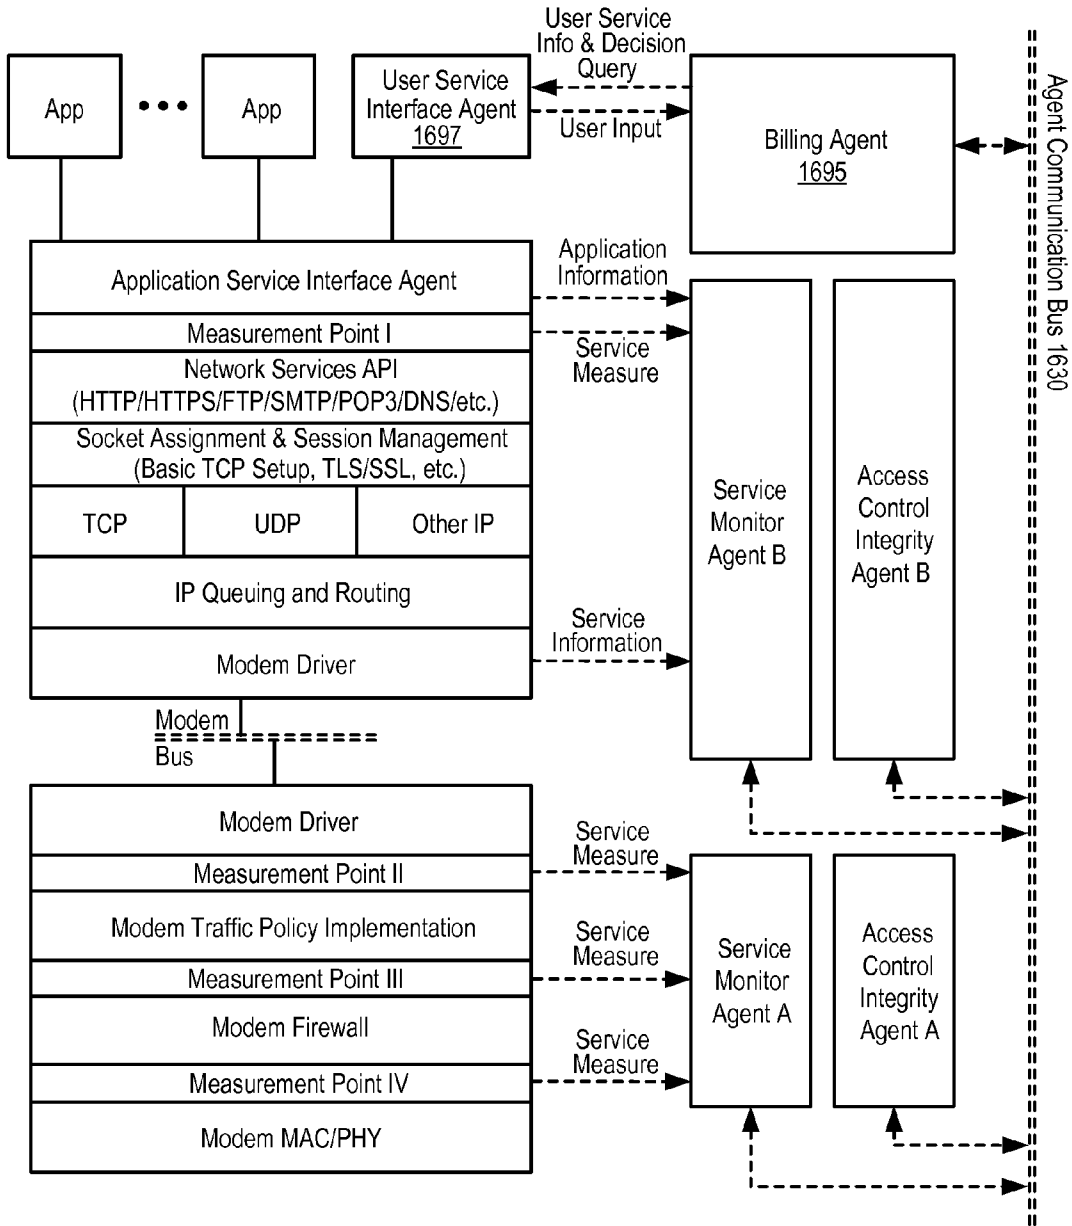 User Service
Info & Decision
Query
App
App
User Service
Interface Agent
1697
User Input
Billing Agent
1695
Agent Communication Bus 1630
Application Service Interface Agent
Application
Information
Measurement Point I
Service
Measure
Network Services API
(HTTP/HTTPS/FTP/SMTP/POP3/DNS/etc.)
Socket Assignment & Session Management
(Basic TCP Setup, TLS/SSL, etc.)
TCP
UDP
Other IP
IP Queuing and Routing
Service
Information
Modem Driver
Service
Monitor
Agent B
Access
Control
Integrity
Agent B
Modem
Bus
Modem Driver
Service
Measure
Measurement Point II
Modem Traffic Policy Implementation
Service
Measure
Measurement Point III
Modem Firewall
Service
Measure
Measurement Point IV
Modem MAC/PHY
Service
Monitor
Agent A
Access
Control
Integrity
Agent A